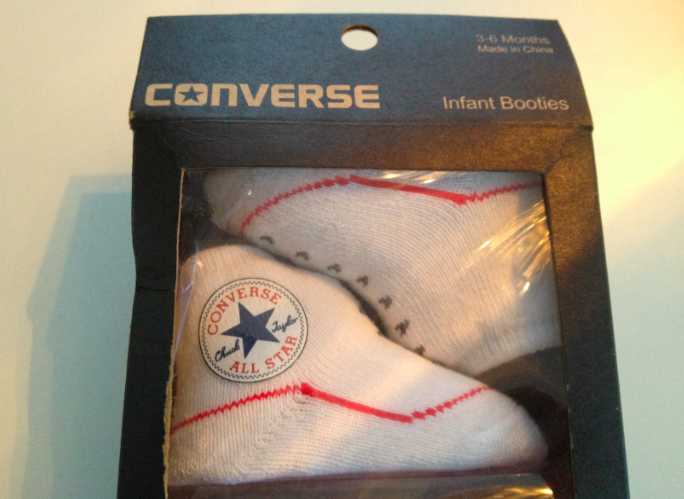 3-6 Months
Made in China
CONVERSE
Infant Booties
CONVERSE
Chuck Taylor
ALL STAR